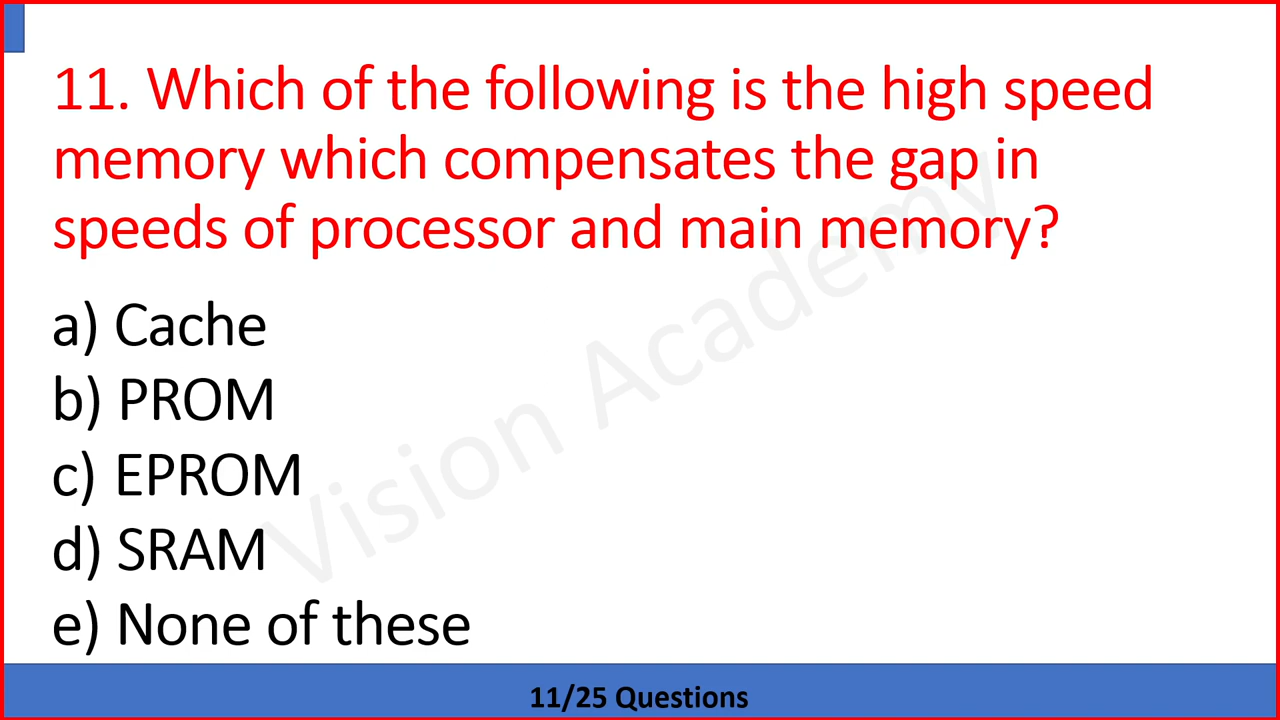 11. Which of the following is the high speed
memory which compensates the gap in
speeds of processor and main memory?
a) Cache
b) PROM
c) EPROM
d) SRAM
e) None of these
Vision Academy
11/25 Questions